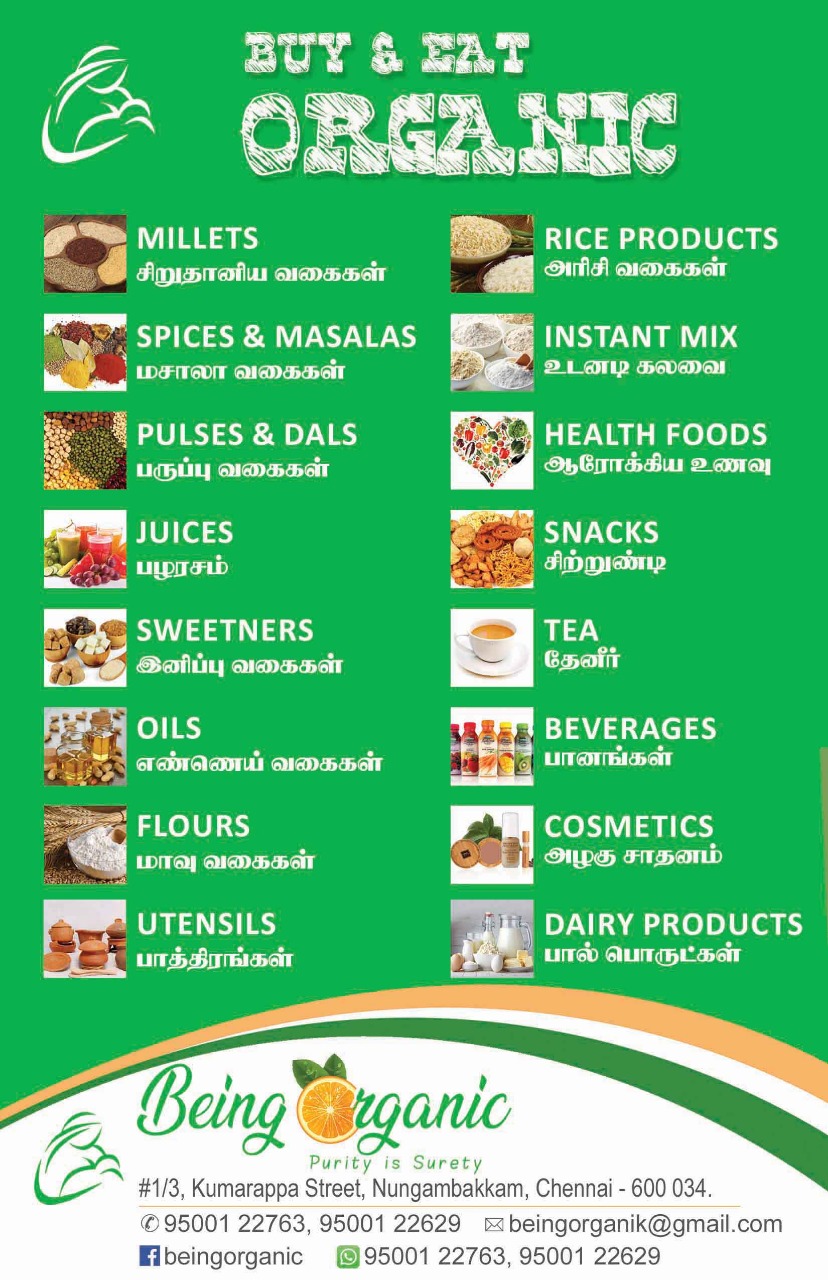 BUY & EAT
ORGANIC
MILLETS
சிறுதானிய வகைகள்
SPICES & MASALAS
மசாலா வகைகள்
PULSES & DALS
பருப்பு வகைகள்
JUICES
பழரசம்
SWEETNERS
இனிப்பு வகைகள்
OILS
எண்ணெய் வகைகள்
FLOURS
மாவு வகைகள்
UTENSILS
பாத்திரங்கள்
RICE PRODUCTS
அரிசி வகைகள்
INSTANT MIX
உடனடி கலவை
HEALTH FOODS
ஆரோக்கிய உணவு
SNACKS
சிற்றுண்டி
TEA
தேனீர்
BEVERAGES
பானங்கள்
COSMETICS
அழகு சாதனம்
DAIRY PRODUCTS
பால் பொருட்கள்
Being Organic
Purity is Surety
#1/3, Kumarappa Street, Nungambakkam, Chennai - 600 034.
95001 22763, 95001 22629 beingorganik@gmail.com
beingorganic 95001 22763, 95001 22629